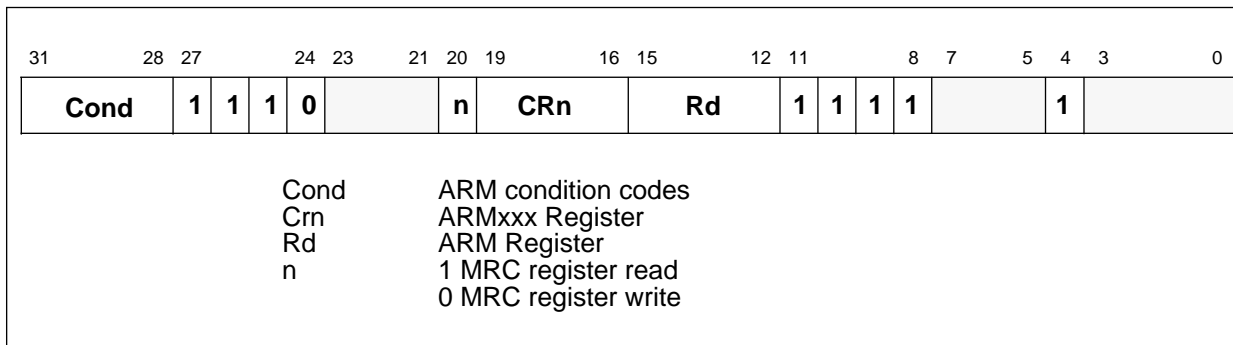 31 28 27 24 23 21 20 19 16 15 12 11 8 7 5 4 3 0
Cond 1 1 1 0 n CRn Rd 1 1 1 1 1
Cond ARM condition codes
Crn ARMxxx Register
Rd ARM Register
n 1 MRC register read
0 MRC register write